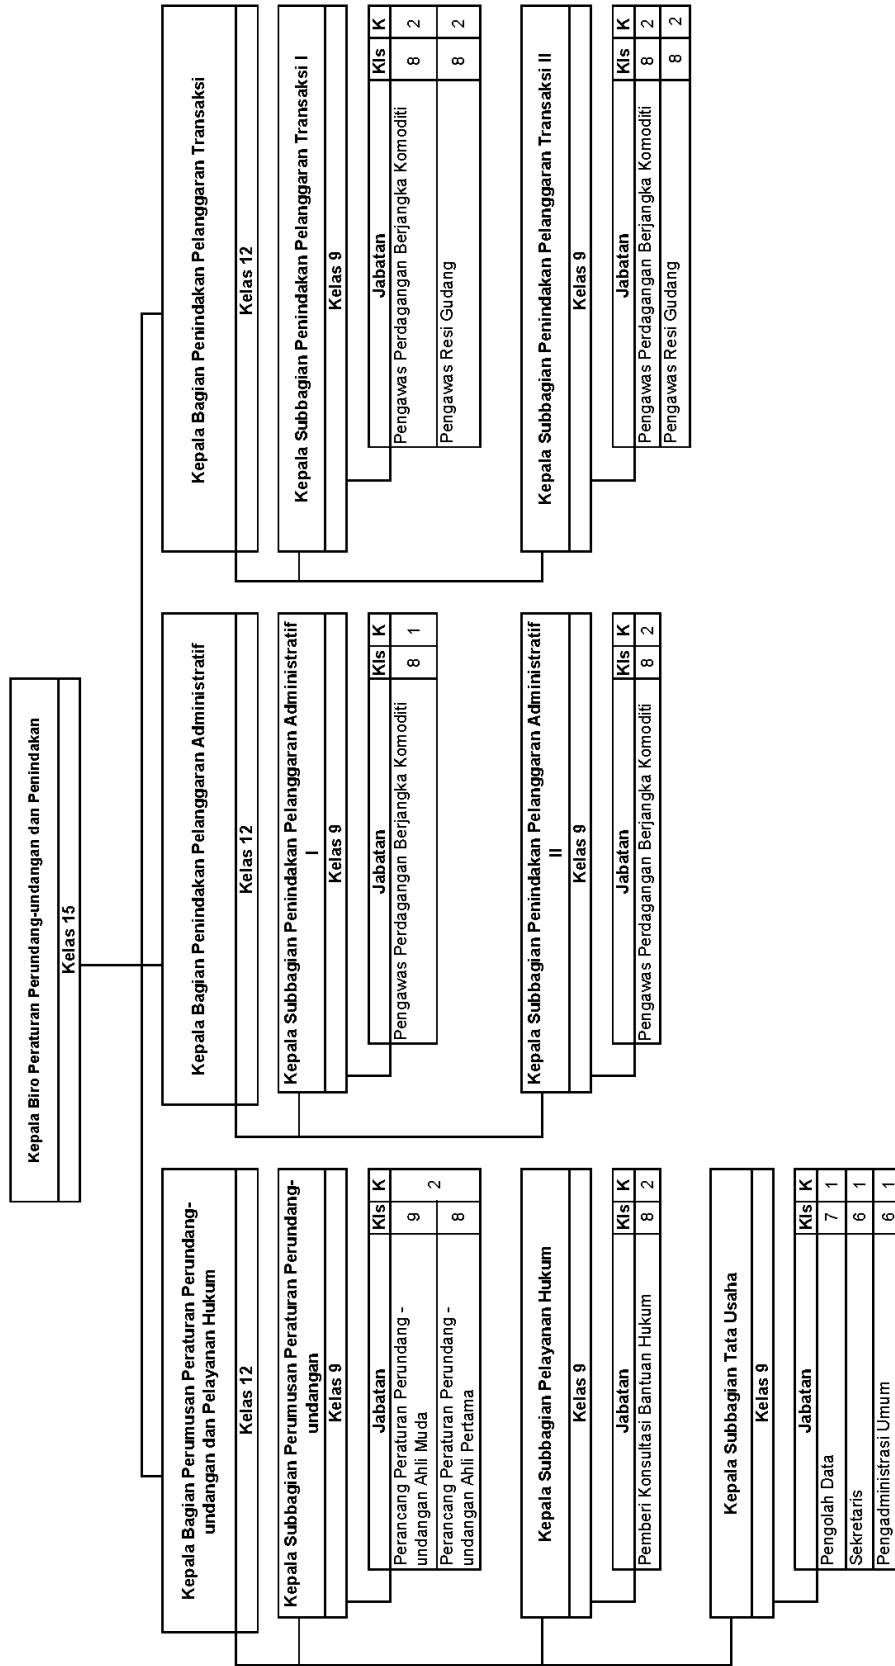 Kepala Biro Peraturan Perundang-undangan dan Penindakan
Kelas 15
Kepala Bagian Perumusan Peraturan Perundang-
undangan dan Pelayanan Hukum
Kelas 12
Kepala Subbagian Perumusan Peraturan Perundang-
undangan
Kelas 9
Jabatan Kls K
Perancang Peraturan Perundang -
undangan Ahli Muda 9 2
Perancang Peraturan Perundang -
undangan Ahli Pertama 8
Kepala Subbagian Pelayanan Hukum
Kelas 9
Jabatan Kls K
Pemberi Konsultasi Bantuan Hukum 8 2
Kepala Subbagian Tata Usaha
Kelas 9
Jabatan Kls K
Pengolah Data 7 1
Sekretaris 6 1
Pengadministrasi Umum 6 1
Kepala Bagian Penindakan Pelanggaran Administratif
Kelas 12
Kepala Subbagian Penindakan Pelanggaran Administratif
I
Kelas 9
Jabatan Kls K
Pengawas Perdagangan Berjangka Komoditi 8 1
Kepala Subbagian Penindakan Pelanggaran Administratif
II
Kelas 9
Jabatan Kls K
Pengawas Perdagangan Berjangka Komoditi 8 2
Kepala Bagian Penindakan Pelanggaran Transaksi
Kelas 12
Kepala Subbagian Penindakan Pelanggaran Transaksi I
Kelas 9
Jabatan Kls K
Pengawas Perdagangan Berjangka Komoditi 8 2
Pengawas Resi Gudang 8 2
Kepala Subbagian Penindakan Pelanggaran Transaksi II
Kelas 9
Jabatan Kls K
Pengawas Perdagangan Berjangka Komoditi 8 2
Pengawas Resi Gudang 8 2